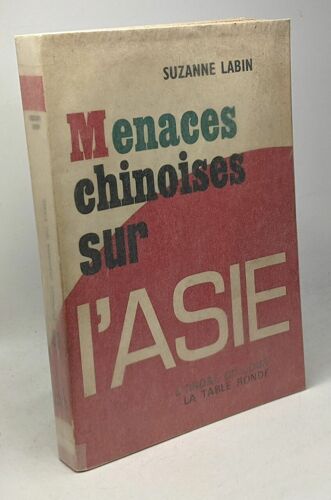 SUZANNE LABIN
Menaces
chinoises
sur
l'ASIE
LA TABLE RONDE